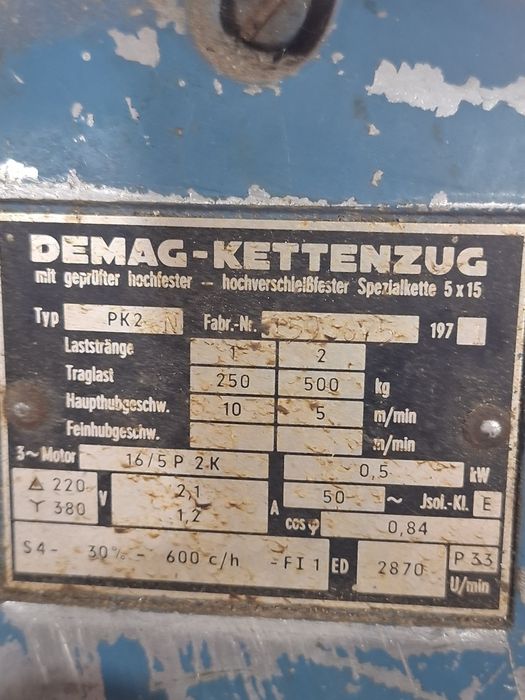 DEMAG-KETTENZUG
mit geprüfter hochfester – hochverschleißfester Spezialkette 5 x 15
Typ PK2 N Fabr.-Nr. 197
Laststränge 1 2
Traglast 250 500 kg
Haupthubgeschw. 10 5 m/min
Feinhubgeschw. m/min
3~ Motor 16/5 P 2K 0,5 kW
△ 220 V 2,1 A 50 ~ Jsol.-Kl. E
Y 380 1,2 cos φ 0,84
S4 - 30% - 600 c/h - FI 1 ED 2870 U/min P 33